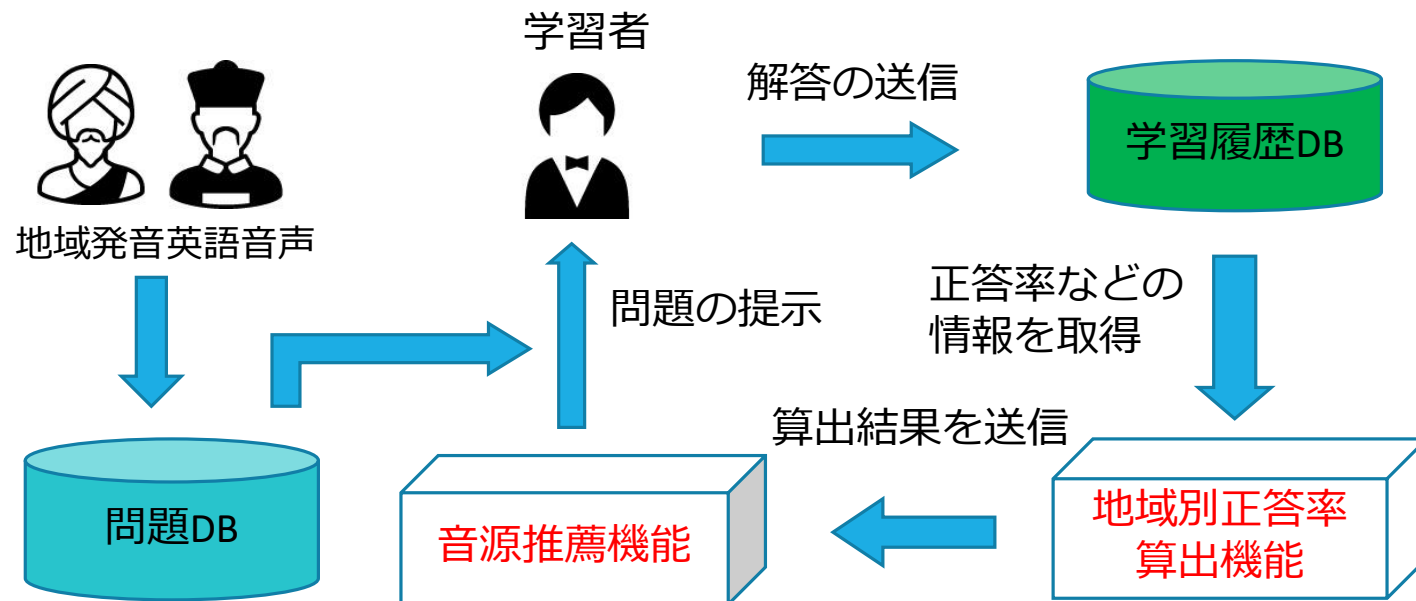 学習者
解答の送信
学習履歴DB
地域発音英語音声
正答率などの
情報を取得
問題の提示
算出結果を送信
問題DB
音源推薦機能
地域別正答率
算出機能